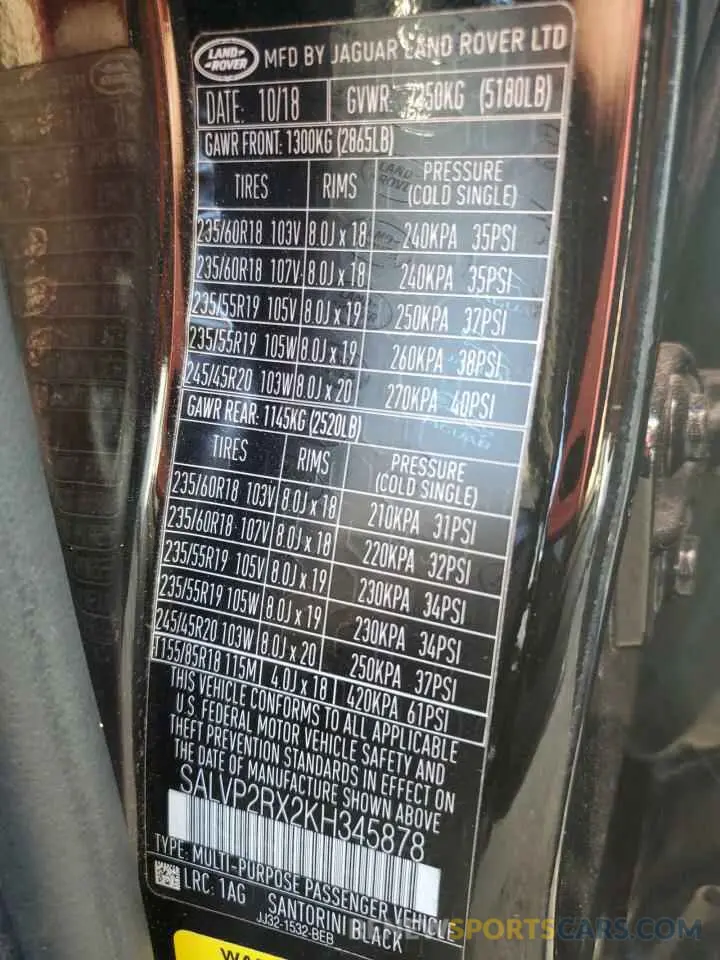 LAND ROVER MFD BY JAGUAR LAND ROVER LTD
DATE: 10/18 GVWR: 2350KG (5180LB)
GAWR FRONT: 1300KG (2865LB)
TIRES RIMS PRESSURE (COLD SINGLE)
235/60R18 103V 8.0J x 18 240KPA 35PSI
235/60R18 107V 8.0J x 18 240KPA 35PSI
235/55R19 105V 8.0J x 19 250KPA 37PSI
235/55R19 105W 8.0J x 19 260KPA 38PSI
245/45R20 103W 8.0J x 20 270KPA 40PSI
GAWR REAR: 1145KG (2520LB)
TIRES RIMS PRESSURE (COLD SINGLE)
235/60R18 103V 8.0J x 18 210KPA 31PSI
235/60R18 107V 8.0J x 18 220KPA 32PSI
235/55R19 105V 8.0J x 19 230KPA 34PSI
235/55R19 105W 8.0J x 19 230KPA 34PSI
245/45R20 103W 8.0J x 20 250KPA 37PSI
T155/85R18 115M 4.0J x 18 420KPA 61PSI
THIS VEHICLE CONFORMS TO ALL APPLICABLE
U.S. FEDERAL MOTOR VEHICLE SAFETY AND
THEFT PREVENTION STANDARDS IN EFFECT ON
THE DATE OF MANUFACTURE SHOWN ABOVE
SALVP2RX2KH345878
TYPE: MULTI-PURPOSE PASSENGER VEHICLE
LRC: 1AG SANTORINI BLACK
JJ32-1532-BEB
SPORTSCARS.COM